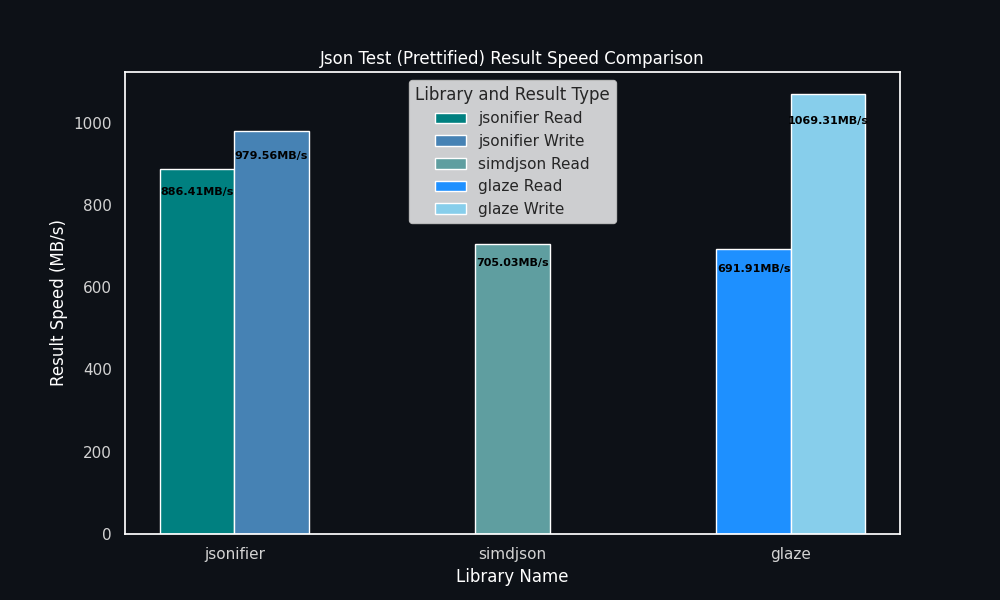 Json Test (Prettified) Result Speed Comparison
Library and Result Type
jsonifier Read
jsonifier Write
simdjson Read
glaze Read
glaze Write
1000
800
600
400
200
0
Result Speed (MB/s)
886.41MB/s
979.56MB/s
705.03MB/s
691.91MB/s
1069.31MB/s
jsonifier
simdjson
glaze
Library Name